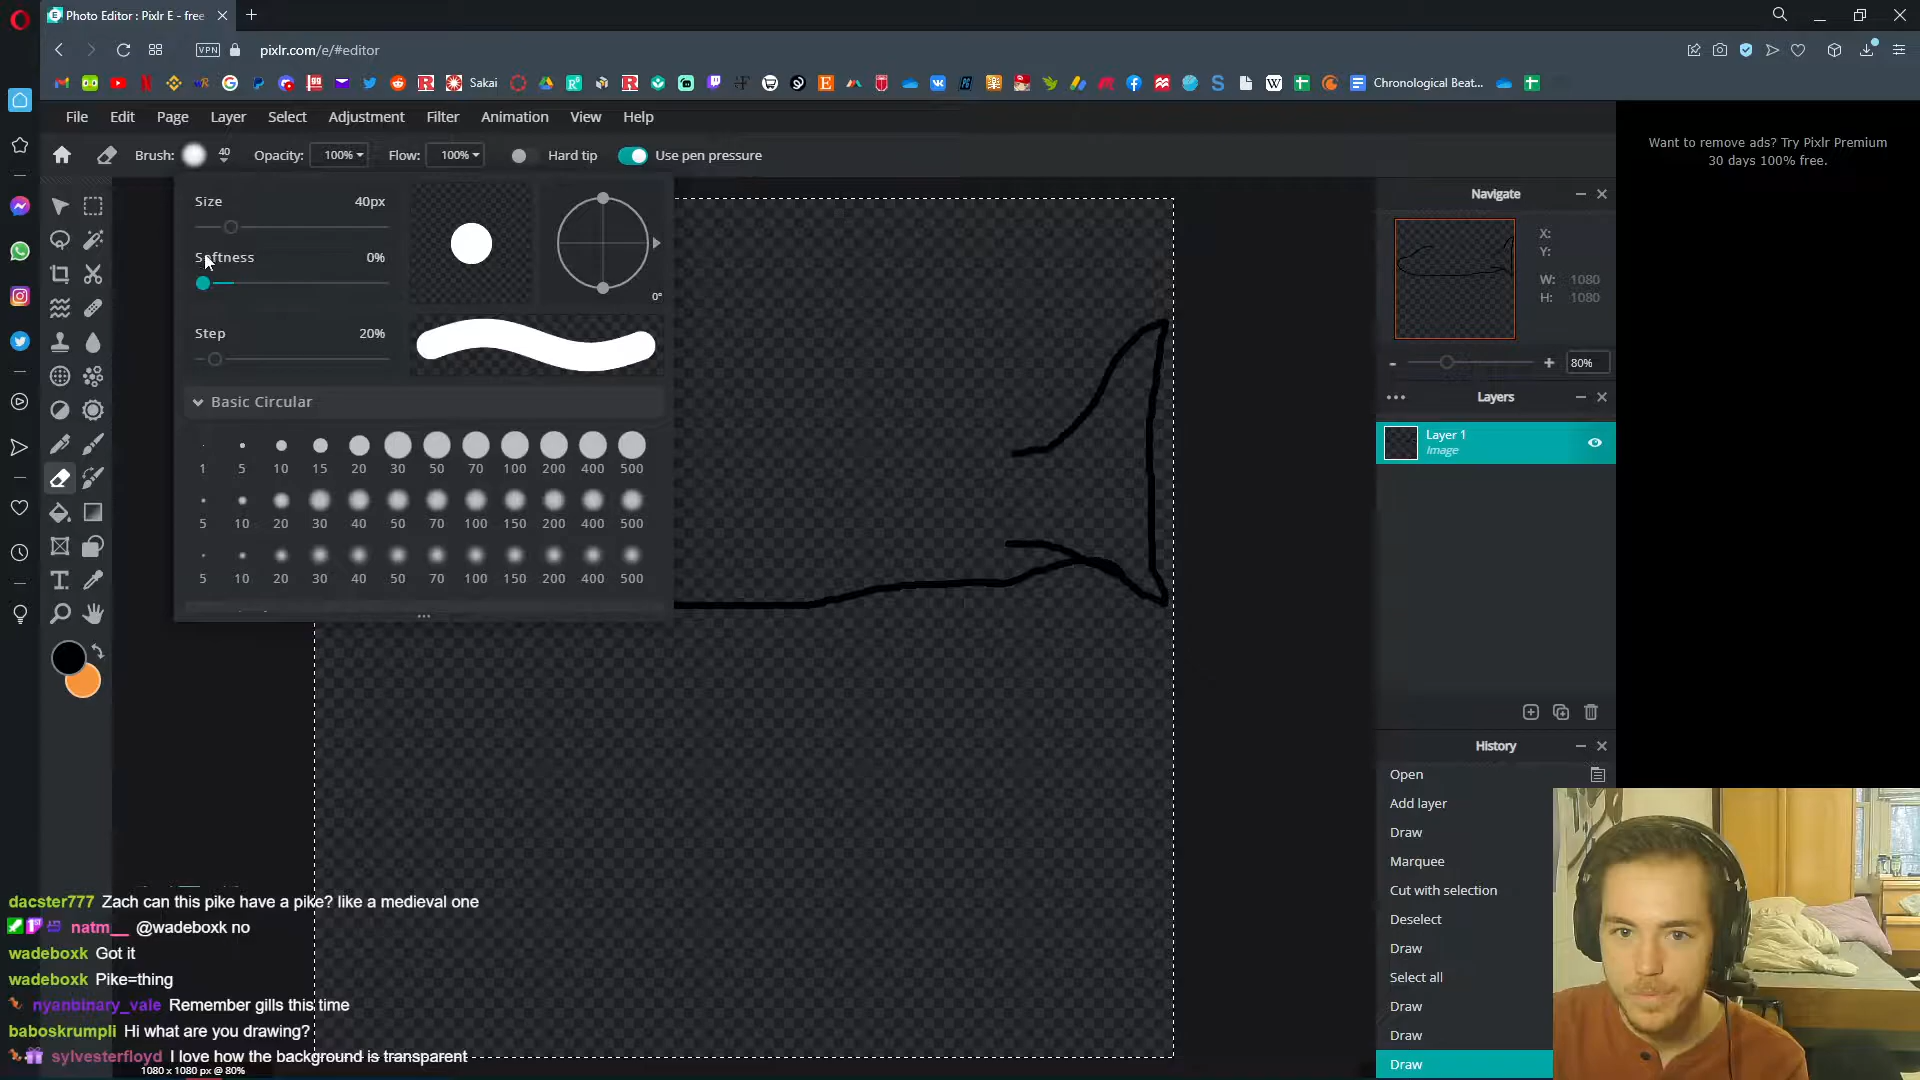 Photo Editor : Pixlr E - free
VPN
pixlr.com/e/#editor
Sakai
Chronological Beat...
File Edit Page Layer Select Adjustment Filter Animation View Help
Brush: 40 Opacity: 100% Flow: 100% Hard tip Use pen pressure
Want to remove ads? Try Pixlr Premium
30 days 100% free.
Size 40px
Softness 0%
0°
Step 20%
Basic Circular
1 5 10 15 20 30 50 70 100 200 400 500
5 10 20 30 40 50 70 100 150 200 400 500
5 10 20 30 40 50 70 100 150 200 400 500
Navigate
X:
Y:
W: 1080
H: 1080
80%
Layers
Layer 1
Image
History
Open
Add layer
Draw
Marquee
Cut with selection
Deselect
Draw
Select all
Draw
Draw
Draw
dacster777 Zach can this pike have a pike? like a medieval one
natm__ @wadeboxk no
wadeboxk Got it
wadeboxk Pike=thing
nyanbinary_vale Remember gills this time
baboskrumpli Hi what are you drawing?
sylvesterfloyd I love how the background is transparent
1080 x 1080 px @ 80%